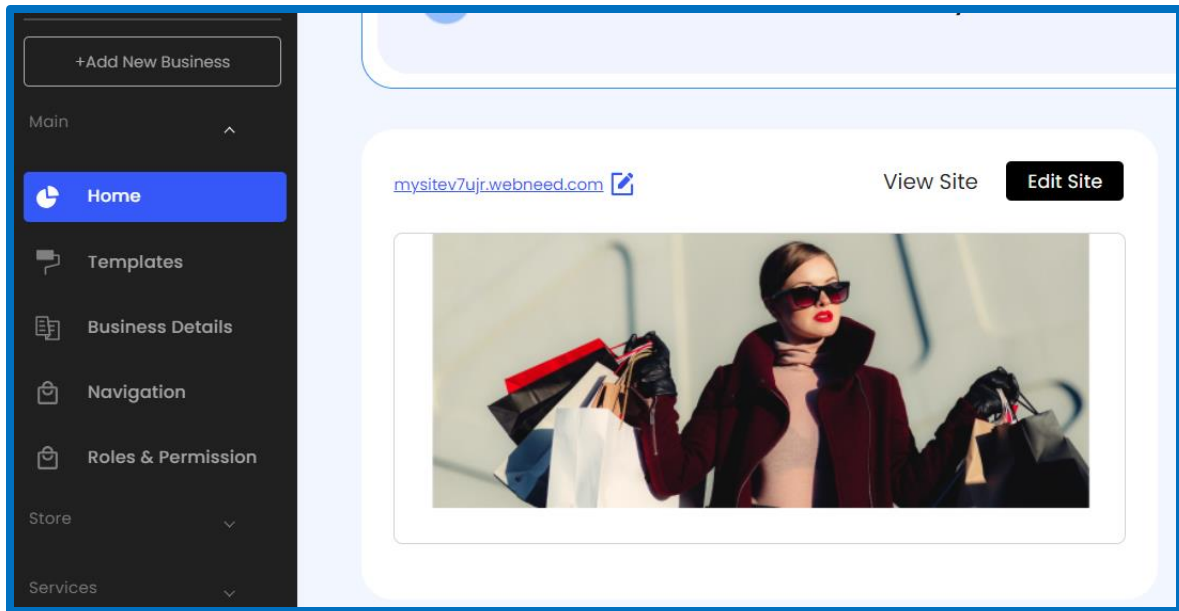 +Add New Business
Main
Home
Templates
Business Details
Navigation
Roles & Permission
Store
Services
mysitev7ujr.webneed.com
View Site
Edit Site